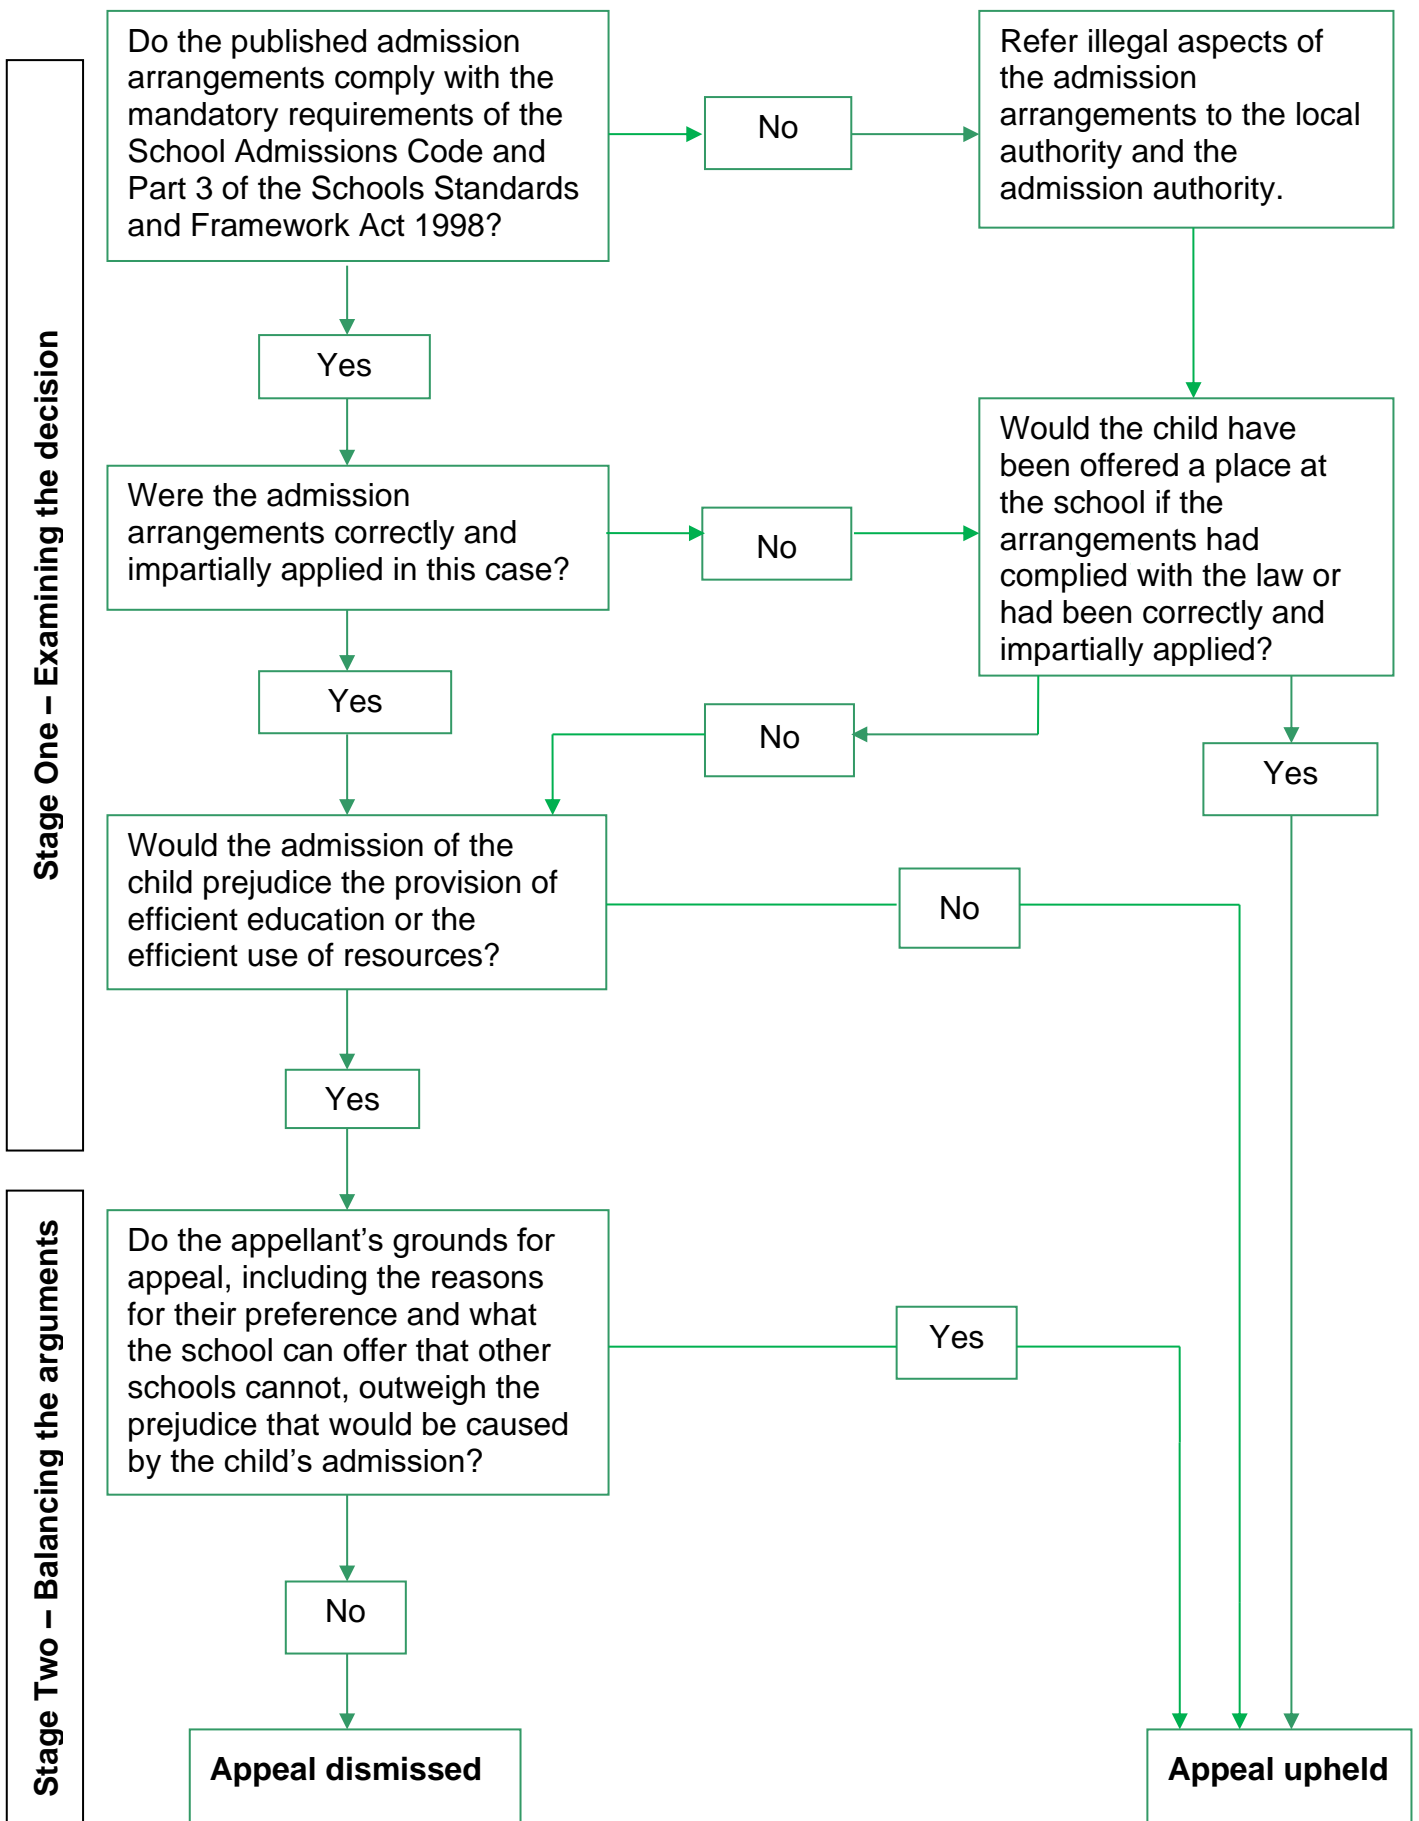 Stage One – Examining the decision
Do the published admission
arrangements comply with the
mandatory requirements of the
School Admissions Code and
Part 3 of the Schools Standards
and Framework Act 1998?
No
Refer illegal aspects of
the admission
arrangements to the local
authority and the
admission authority.
Yes
Were the admission
arrangements correctly and
impartially applied in this case?
No
Would the child have
been offered a place at
the school if the
arrangements had
complied with the law or
had been correctly and
impartially applied?
Yes
No
Yes
Would the admission of the
child prejudice the provision of
efficient education or the
efficient use of resources?
No
Yes
Stage Two – Balancing the arguments
Do the appellant’s grounds for
appeal, including the reasons
for their preference and what
the school can offer that other
schools cannot, outweigh the
prejudice that would be caused
by the child’s admission?
Yes
No
Appeal dismissed
Appeal upheld